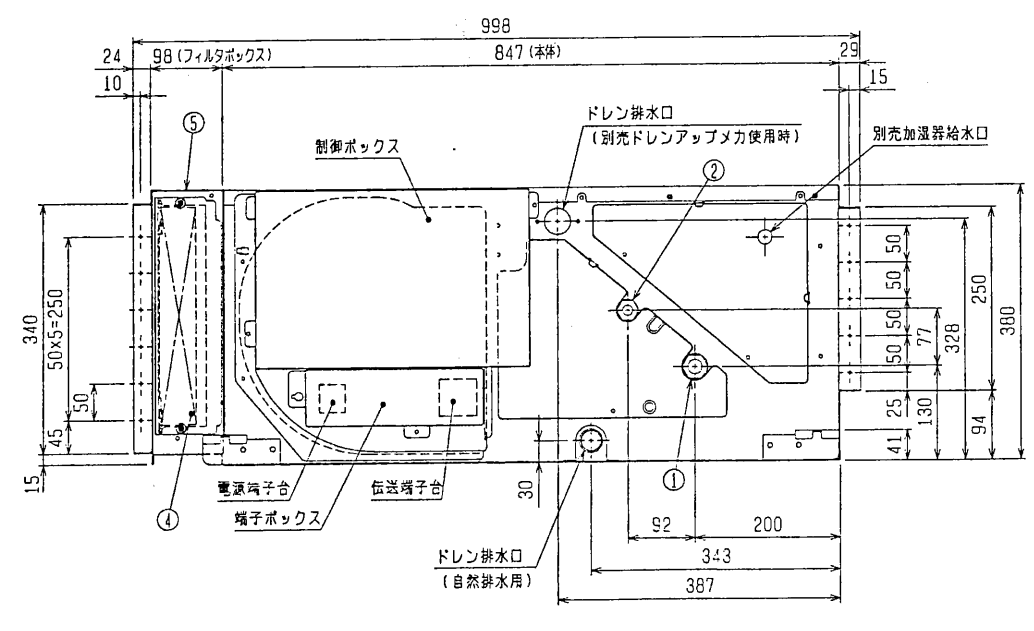 998
24
98 (フィルタボックス)
847 (本体)
29
10
15
⑤
制御ボックス
ドレン排水口
(別売ドレンアップメカ使用時)
②
別売加湿器給水口
340
50x5=250
50
45
15
50
50
50
50
25
41
77
130
328
250
94
380
電源端子台
伝送端子台
端子ボックス
④
30
①
92
200
343
387
ドレン排水口
(自然排水用)